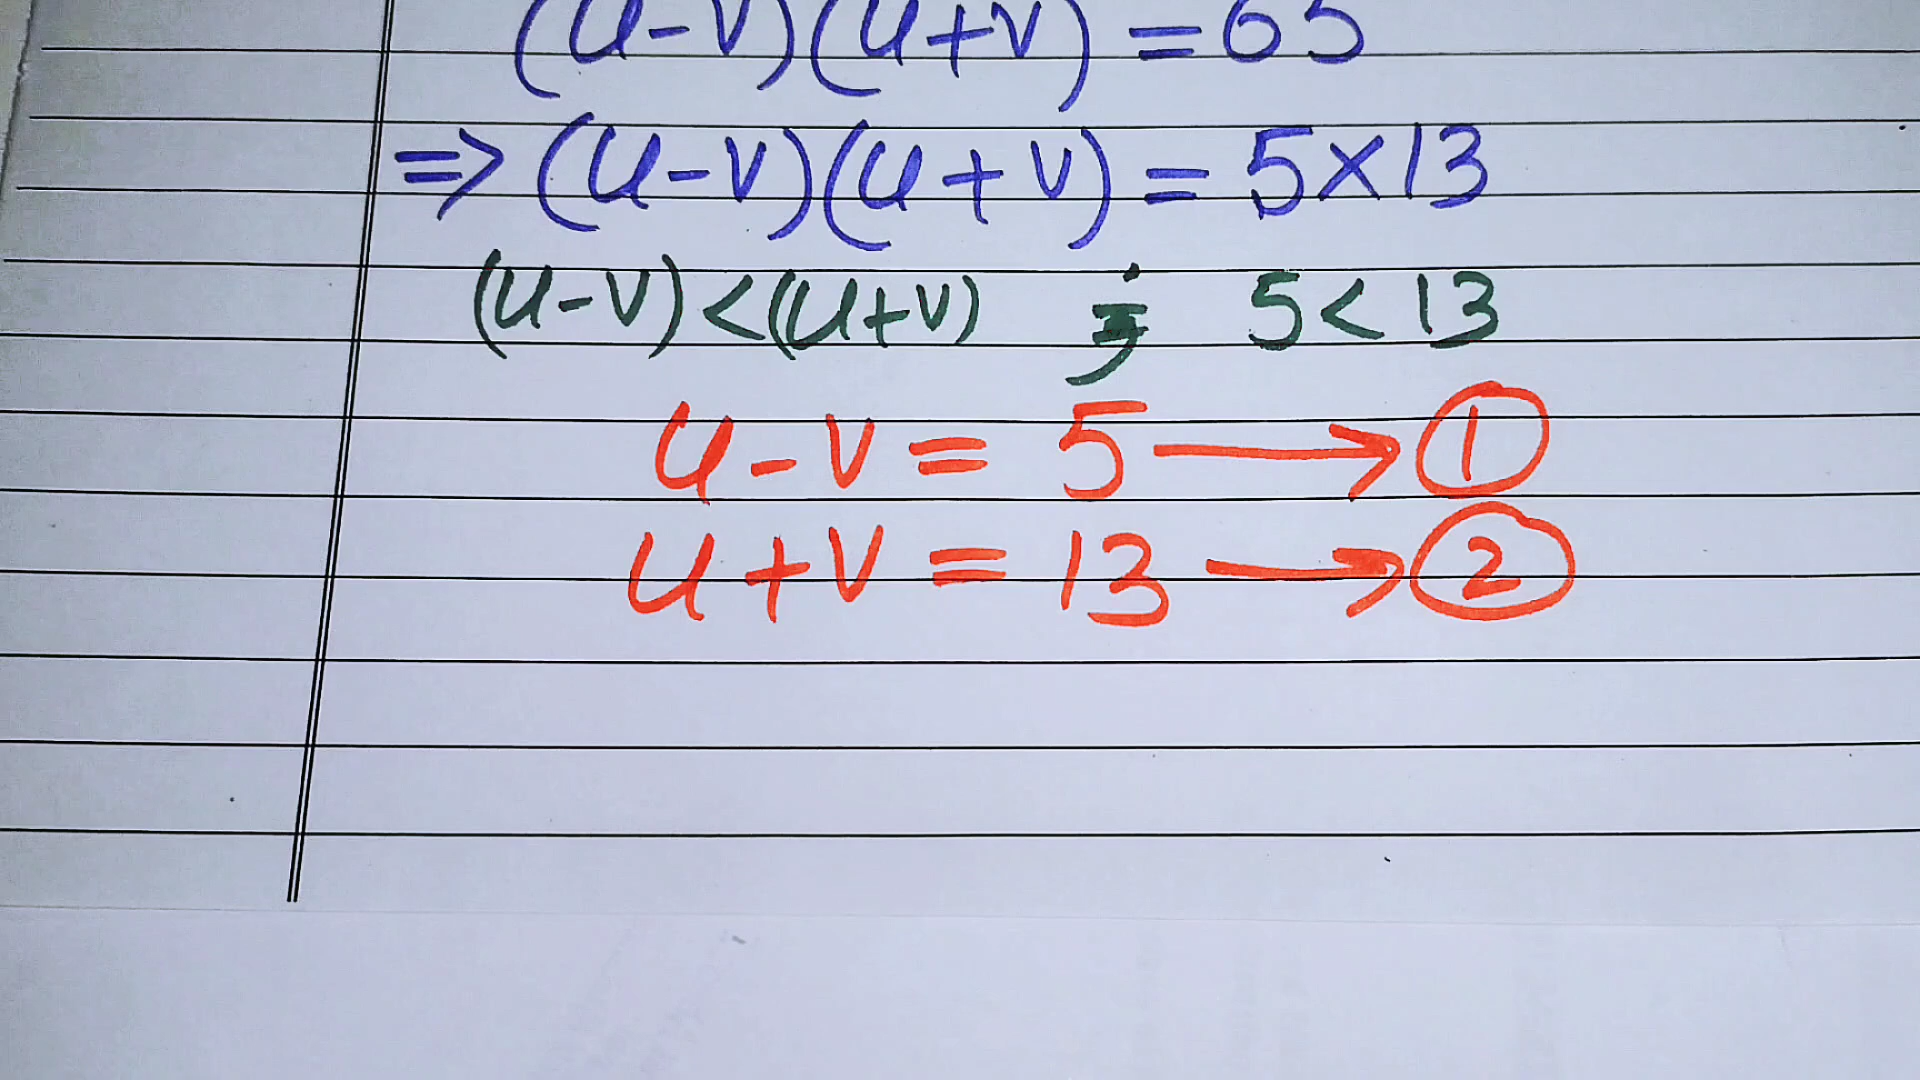 (u-v)(u+v) = 65
=> (u-v)(u+v) = 5×13
(u-v)<(u+v) ; 5<13
u-v = 5 → ①
u+v = 13 → ②